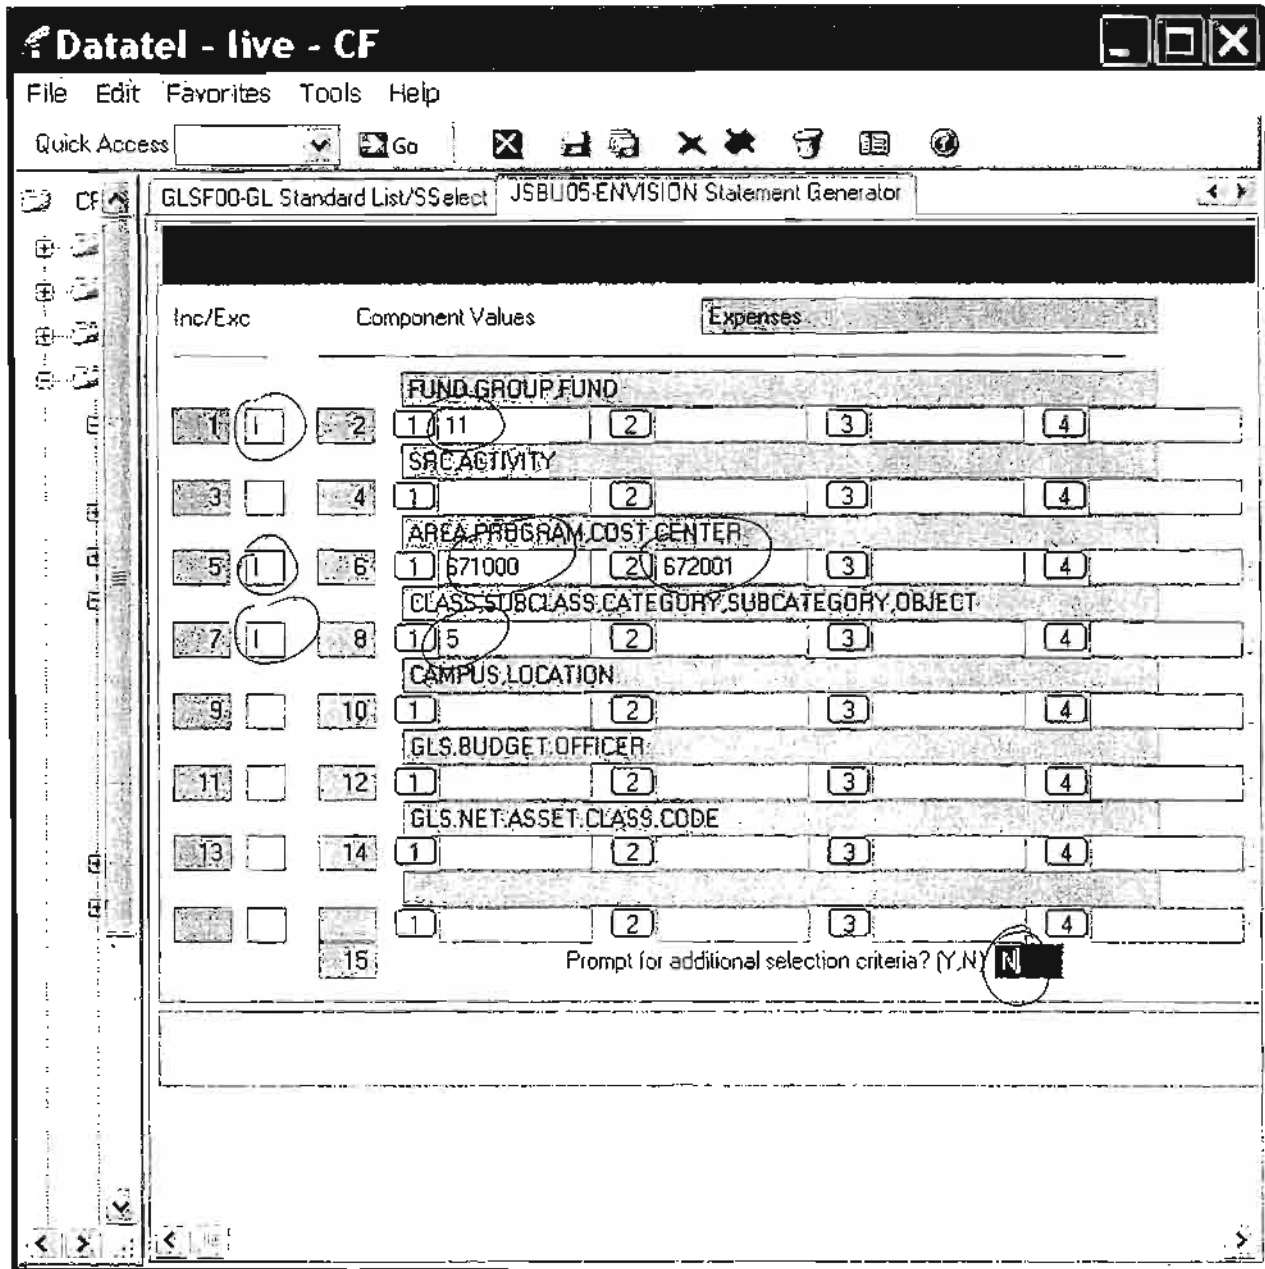 Datatel - live - CF
File Edit Favorites Tools Help
Quick Access Go
CF GLSF00-GL Standard List/SSelect JSBU05-ENVISION Statement Generator
Inc/Exc Component Values Expenses
FUND.GROUP,FUND
1 I 2 1 11 2 3 4
SRC,ACTIVITY
3 4 1 2 3 4
AREA,PROGRAM,COST.CENTER
5 I 6 1 671000 2 672001 3 4
CLASS,SUBCLASS,CATEGORY,SUBCATEGORY,OBJECT
7 I 8 1 5 2 3 4
CAMPUS,LOCATION
9 10 1 2 3 4
GLS.BUDGET.OFFICER
11 12 1 2 3 4
GLS.NET.ASSET.CLASS.CODE
13 14 1 2 3 4
1 2 3 4
15 Prompt for additional selection criteria? (Y,N) N